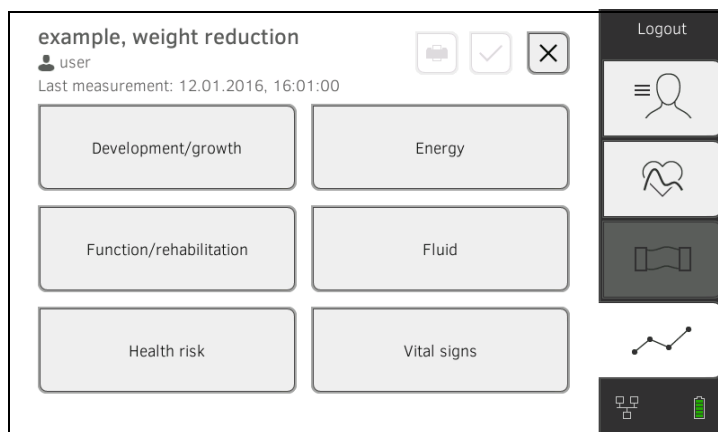 example, weight reduction
user
Last measurement: 12.01.2016, 16:01:00
Logout
Development/growth
Energy
Function/rehabilitation
Fluid
Health risk
Vital signs